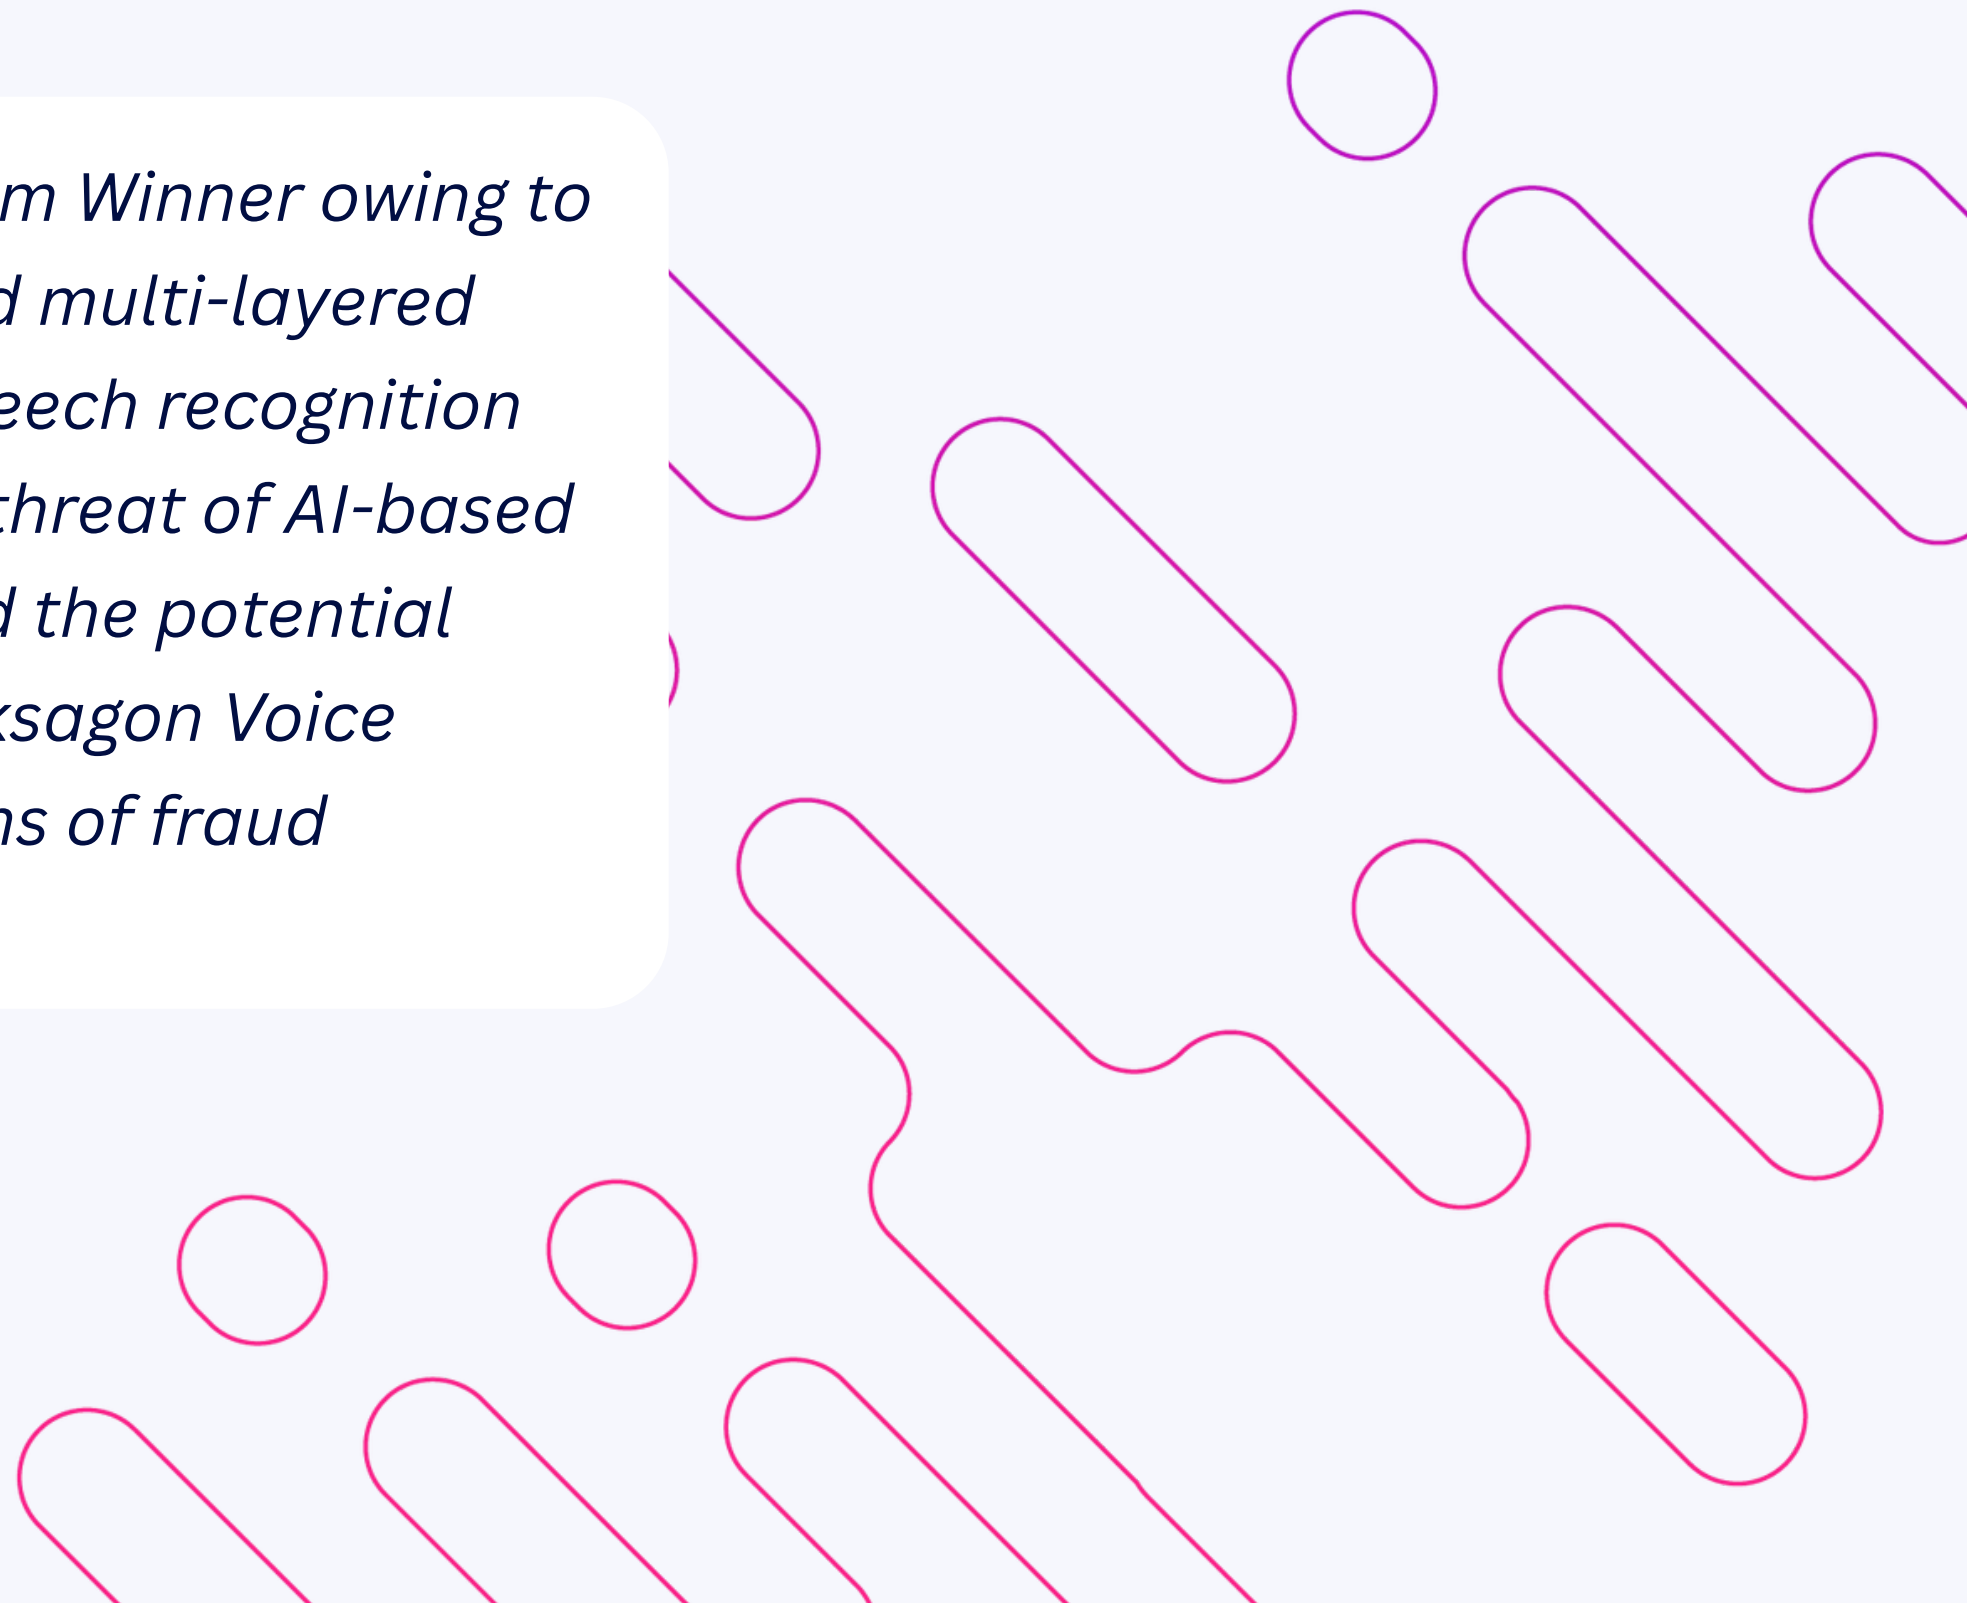 m Winner owing to
d multi-layered
eech recognition
threat of AI-based
d the potential
ksagon Voice
ns of fraud